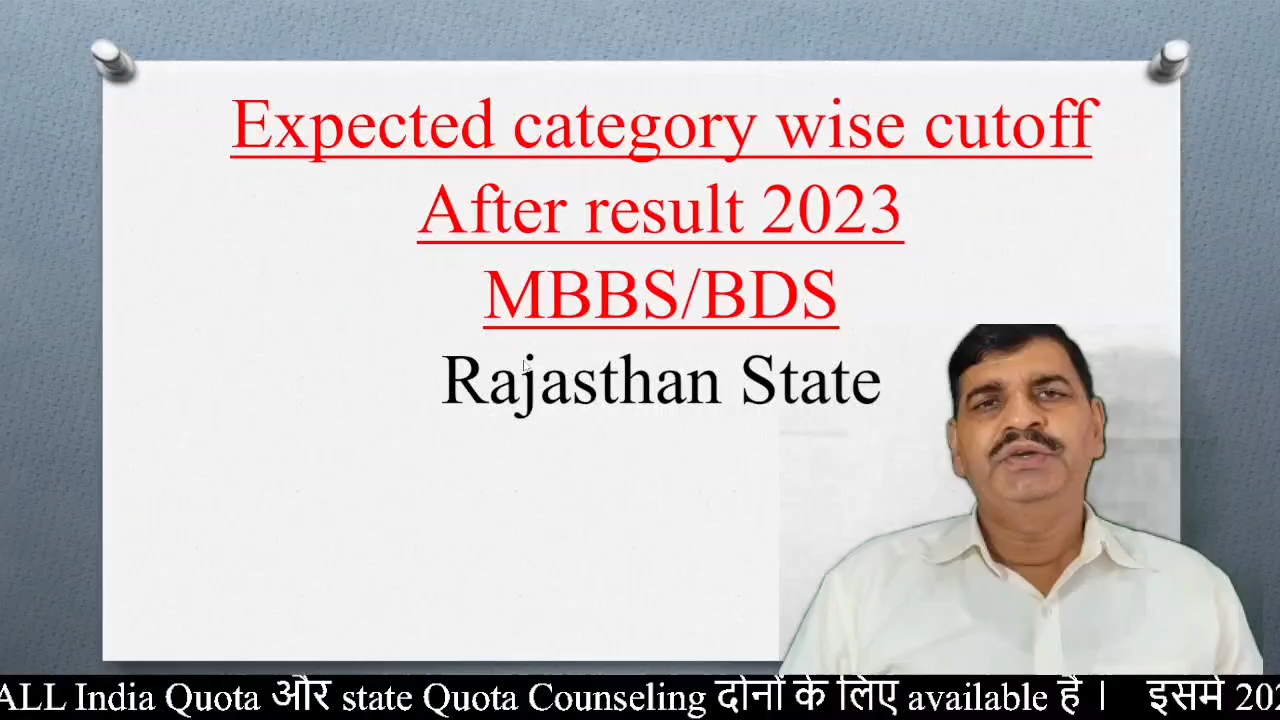 Expected category wise cutoff
After result 2023
MBBS/BDS
Rajasthan State
ALL India Quota और state Quota Counseling दोनों के लिए available है । इसमें